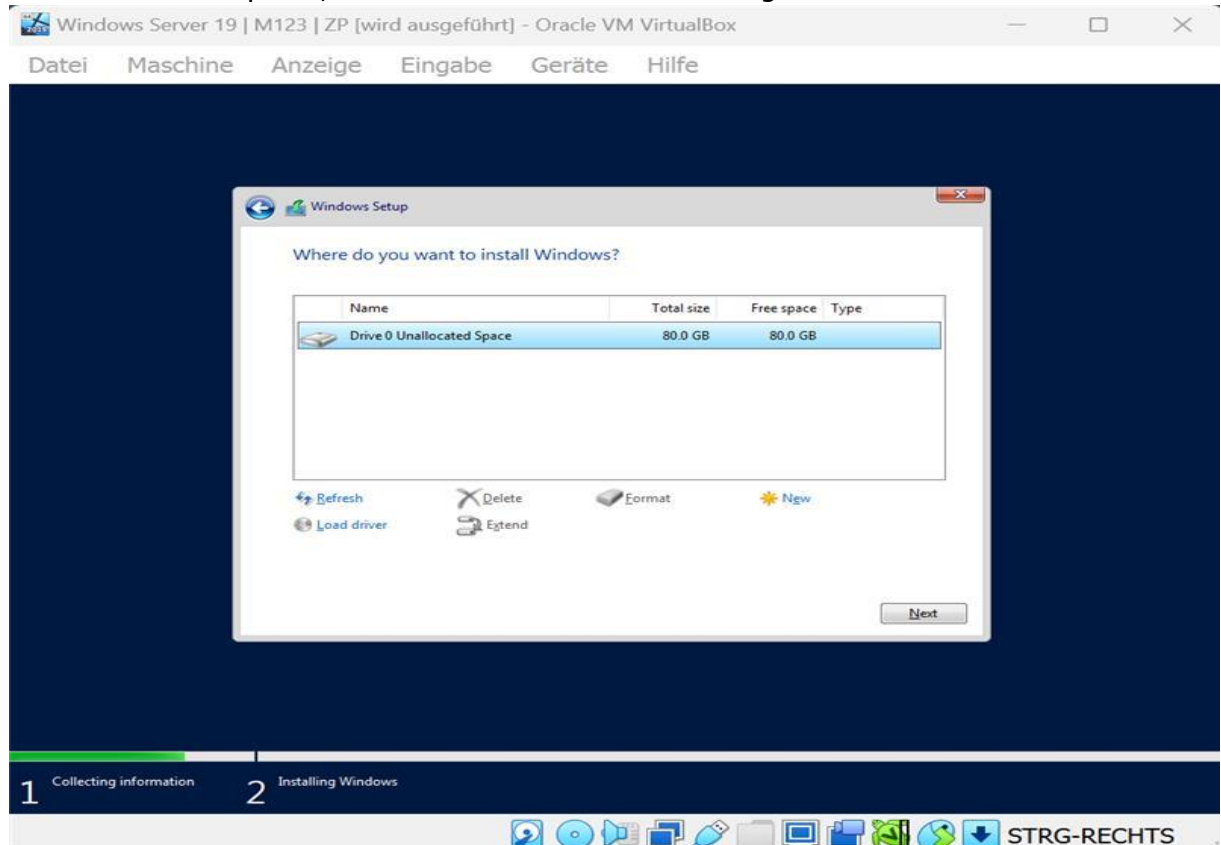 Windows Server 19 | M123 | ZP [wird ausgeführt] - Oracle VM VirtualBox
Datei Maschine Anzeige Eingabe Geräte Hilfe
Windows Setup
Where do you want to install Windows?
Name Total size Free space Type
Drive 0 Unallocated Space 80.0 GB 80.0 GB
Refresh Delete Format New
Load driver Extend
Next
1 Collecting information 2 Installing Windows
STRG-RECHTS